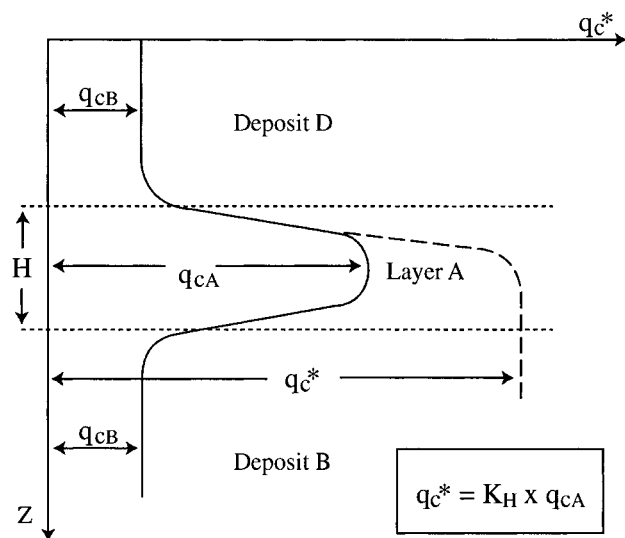 qc*
qcB
Deposit D
H
qcA
Layer A
qc*
qcB
Deposit B
qc* = KH x qcA
Z